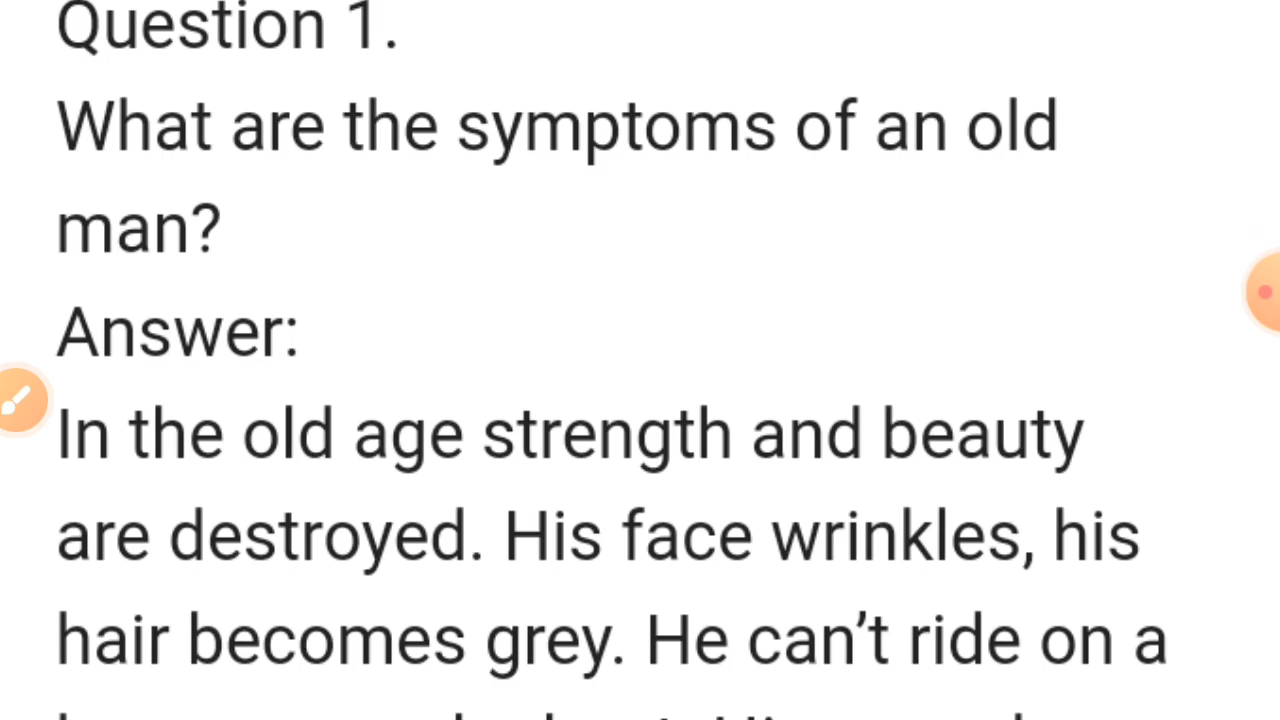 Question 1.
What are the symptoms of an old
man?
Answer:
In the old age strength and beauty
are destroyed. His face wrinkles, his
hair becomes grey. He can’t ride on a